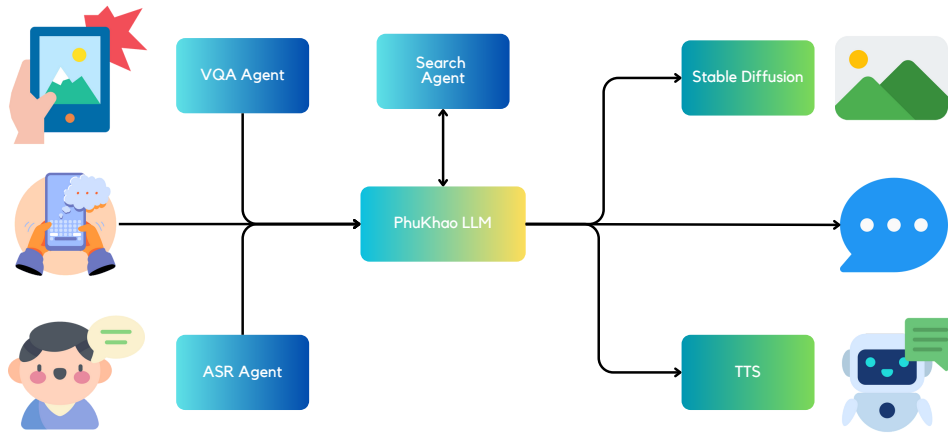 VQA Agent
Search
Agent
Stable Diffusion
PhuKhao LLM
ASR Agent
TTS